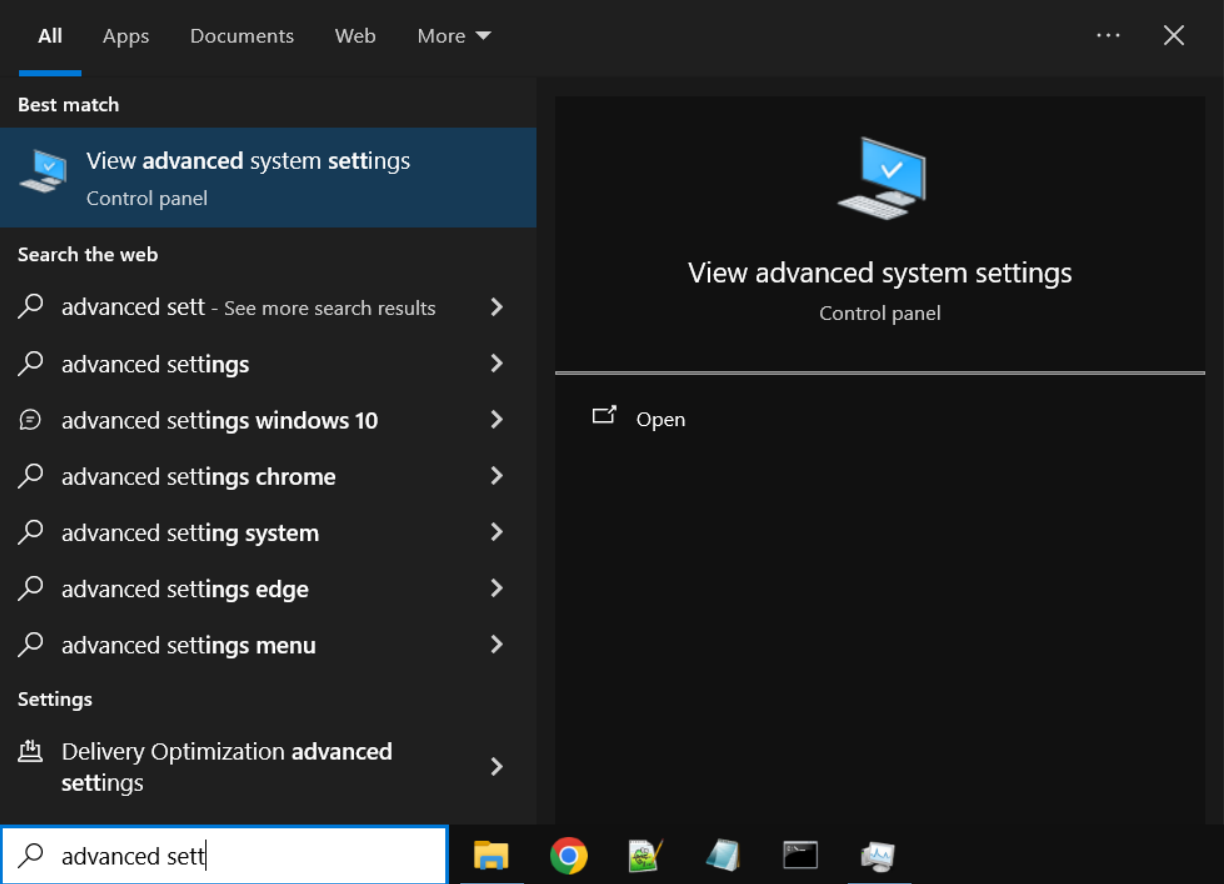 All Apps Documents Web More
Best match
View advanced system settings
Control panel
Search the web
advanced sett - See more search results
advanced settings
advanced settings windows 10
advanced settings chrome
advanced setting system
advanced settings edge
advanced settings menu
Settings
Delivery Optimization advanced
settings
advanced sett
View advanced system settings
Control panel
Open